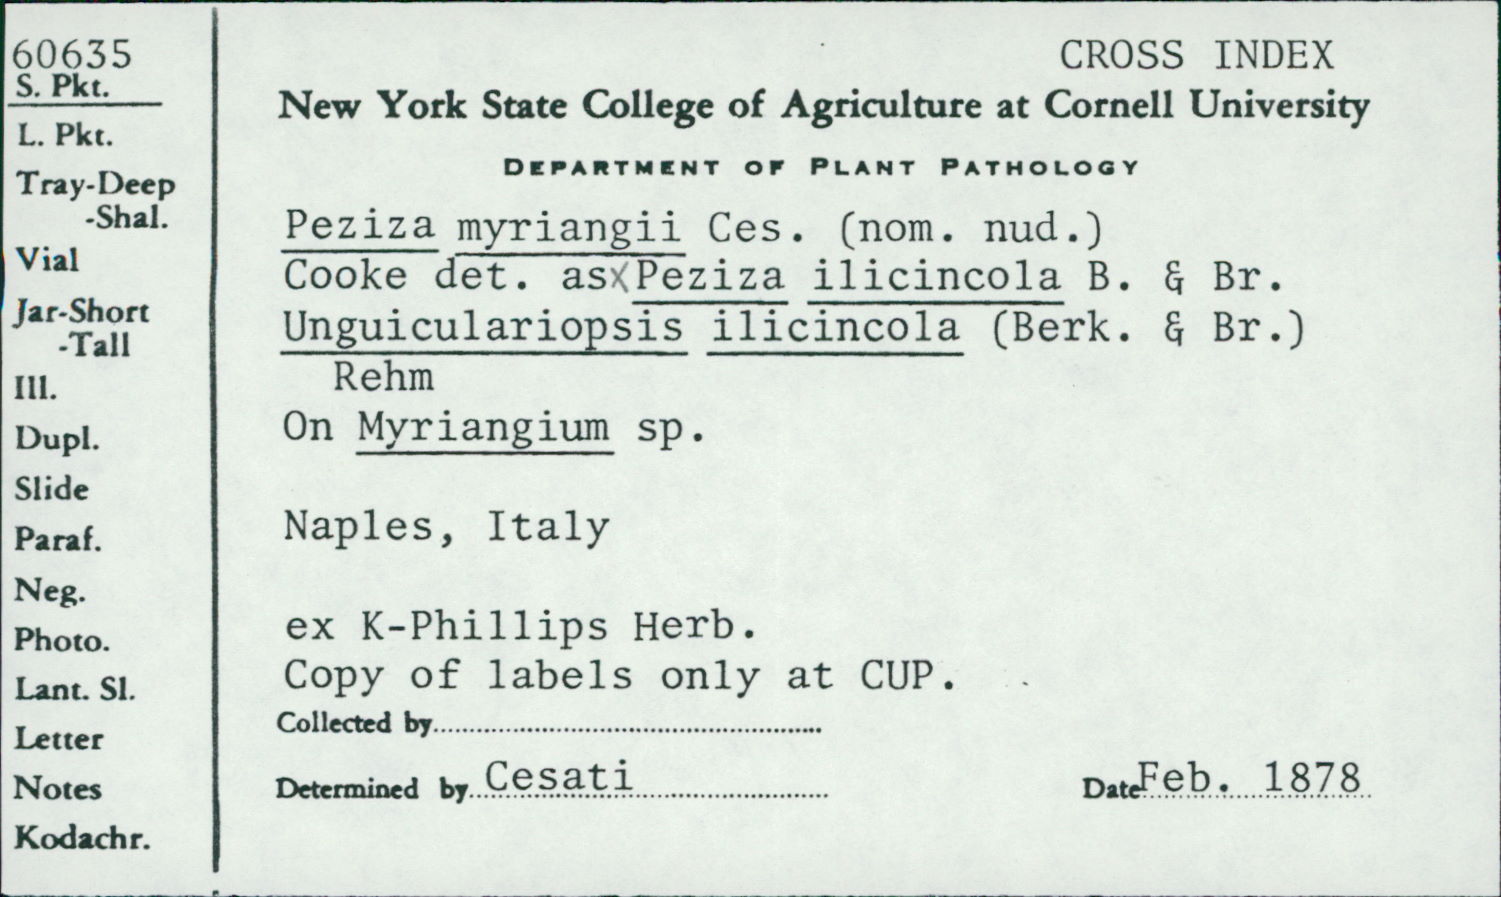 60635
S. Pkt.
L. Pkt.
Tray-Deep
-Shal.
Vial
Jar-Short
-Tall
Ill.
Dupl.
Slide
Paraf.
Neg.
Photo.
Lant. Sl.
Letter
Notes
Kodachr.
CROSS INDEX
New York State College of Agriculture at Cornell University
DEPARTMENT OF PLANT PATHOLOGY
Peziza myriangii Ces. (nom. nud.)
Cooke det. asxPeziza ilicincola B. & Br.
Unguiculariopsis ilicincola (Berk. & Br.)
Rehm
On Myriangium sp.
Naples, Italy
ex K-Phillips Herb.
Copy of labels only at CUP.
Collected by
Determined by Cesati
Date Feb. 1878